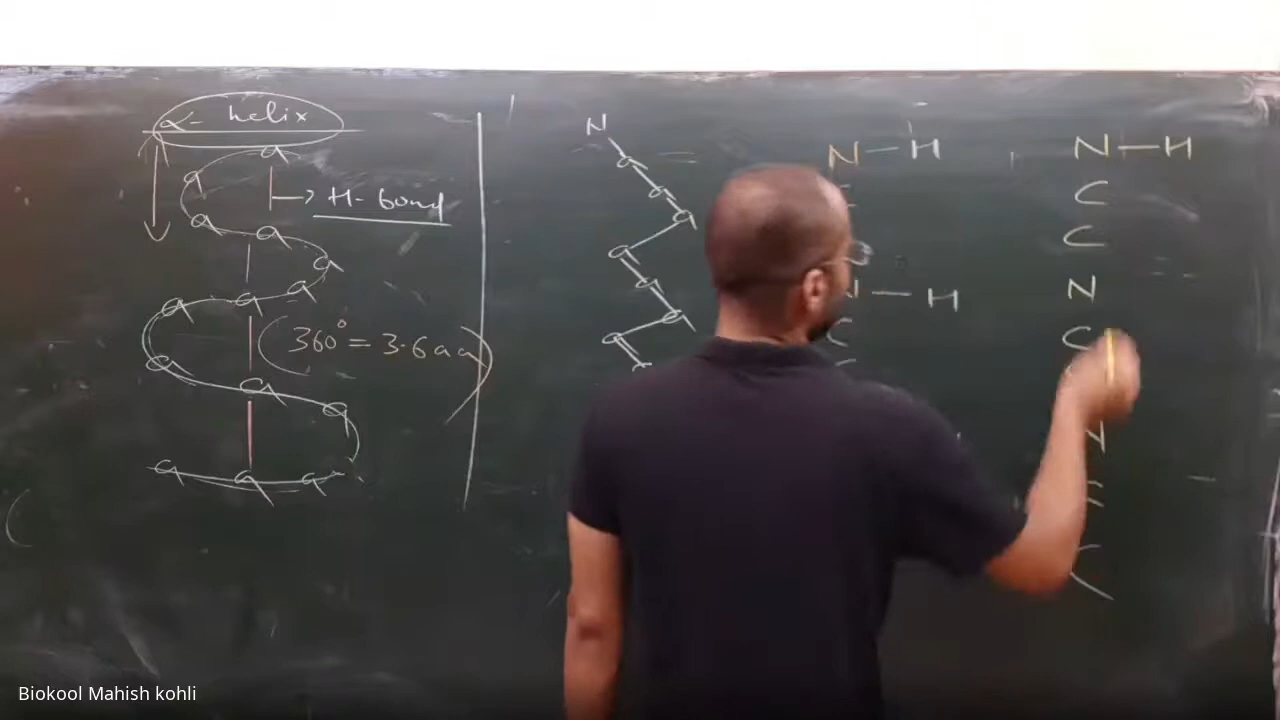 α- helix
a
a
→ H-bond
a
a
a
a
a
a
a
(360° = 3.6 aa)
a
a
a
a
a
a
N
a
a
a
a
a
a
a
N — H
N — H
C
N — H
C
C
N
C
N
C
C
Biokool Mahish kohli